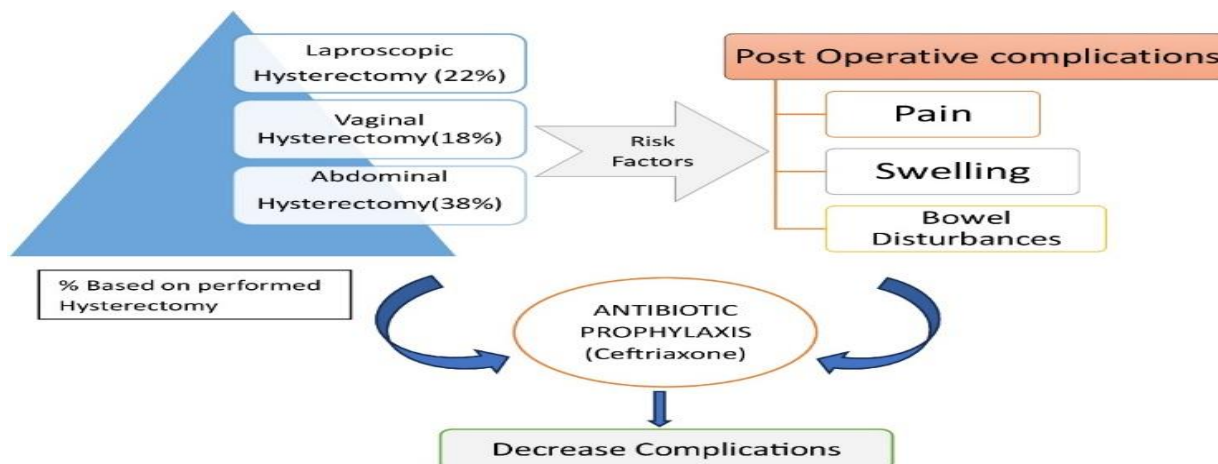 Laproscopic
Hysterectomy (22%)
Vaginal
Hysterectomy(18%)
Abdominal
Hysterectomy(38%)
% Based on performed
Hysterectomy
Risk
Factors
Post Operative complications
Pain
Swelling
Bowel
Disturbances
ANTIBIOTIC
PROPHYLAXIS
(Ceftriaxone)
Decrease Complications